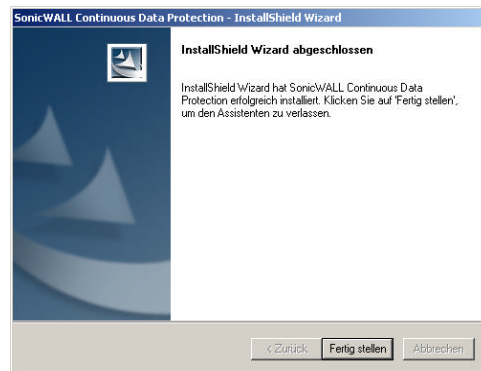 SonicWALL Continuous Data Protection - InstallShield Wizard
InstallShield Wizard abgeschlossen
InstallShield Wizard hat SonicWALL Continuous Data
Protection erfolgreich installiert. Klicken Sie auf 'Fertig stellen',
um den Assistenten zu verlassen.
< Zurück
Fertig stellen
Abbrechen